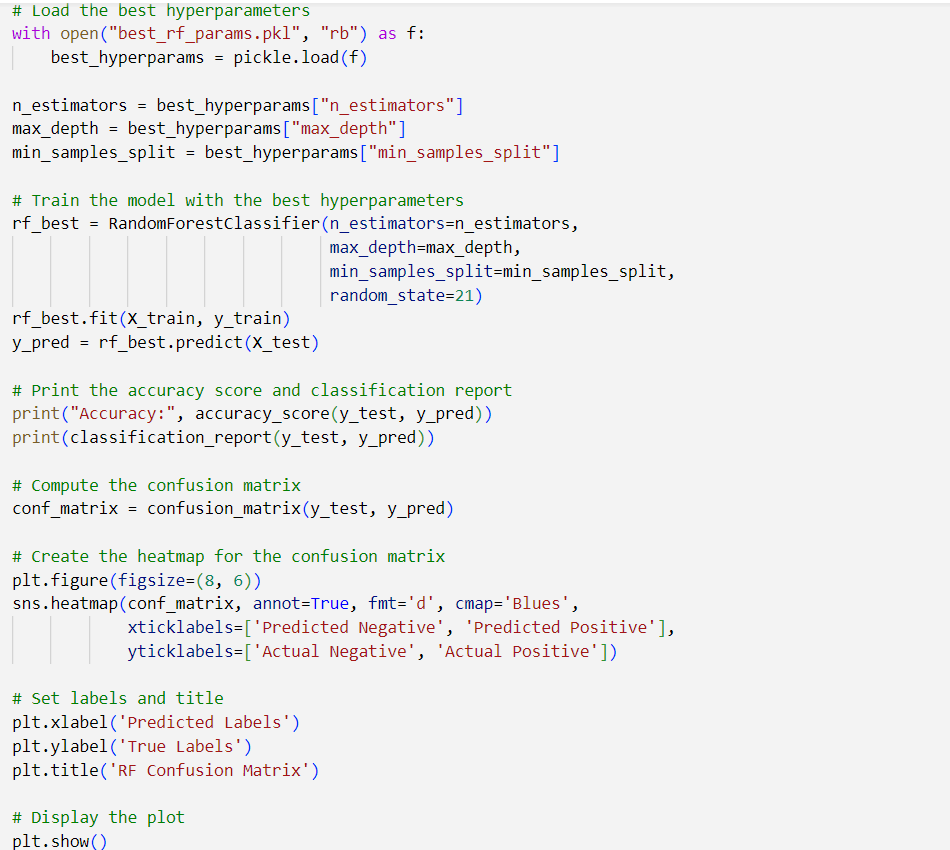 # Load the best hyperparameters
with open("best_rf_params.pkl", "rb") as f:
    best_hyperparams = pickle.load(f)
n_estimators = best_hyperparams["n_estimators"]
max_depth = best_hyperparams["max_depth"]
min_samples_split = best_hyperparams["min_samples_split"]
# Train the model with the best hyperparameters
rf_best = RandomForestClassifier(n_estimators=n_estimators,
                                 max_depth=max_depth,
                                 min_samples_split=min_samples_split,
                                 random_state=21)
rf_best.fit(X_train, y_train)
y_pred = rf_best.predict(X_test)
# Print the accuracy score and classification report
print("Accuracy:", accuracy_score(y_test, y_pred))
print(classification_report(y_test, y_pred))
# Compute the confusion matrix
conf_matrix = confusion_matrix(y_test, y_pred)
# Create the heatmap for the confusion matrix
plt.figure(figsize=(8, 6))
sns.heatmap(conf_matrix, annot=True, fmt='d', cmap='Blues',
            xticklabels=['Predicted Negative', 'Predicted Positive'],
            yticklabels=['Actual Negative', 'Actual Positive'])
# Set labels and title
plt.xlabel('Predicted Labels')
plt.ylabel('True Labels')
plt.title('RF Confusion Matrix')
# Display the plot
plt.show()